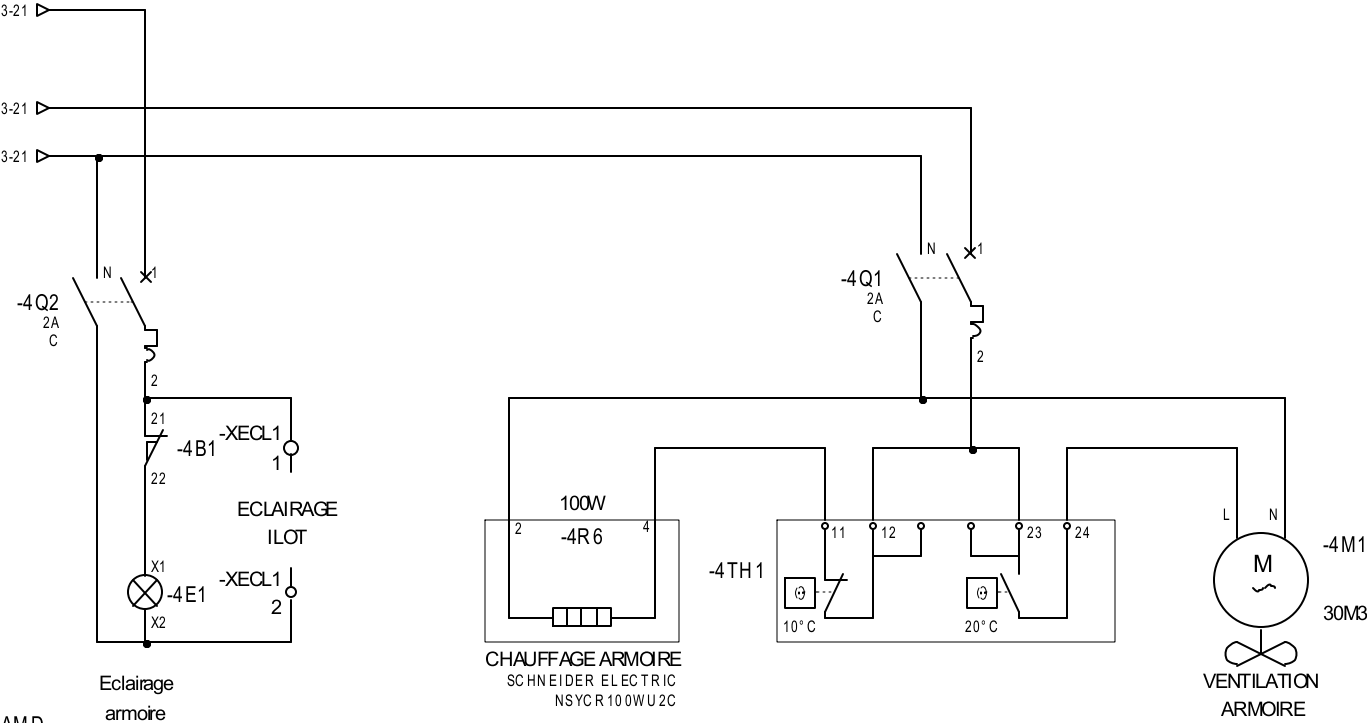 3-21
3-21
3-21
N
1
-4Q2
2A
C
2
21
-4B1
22
-XECL1
1
ECLAIRAGE
ILOT
-XECL1
2
X1
-4E1
X2
Eclairage
armoire
N
1
-4Q1
2A
C
2
100W
2
4
-4R6
CHAUFFAGE ARMOIRE
SCHNEIDER ELECTRIC
NSYCR100WU2C
-4TH1
11
12
23
24
10°C
20°C
L
N
M
-4M1
30M3
VENTILATION
ARMOIRE